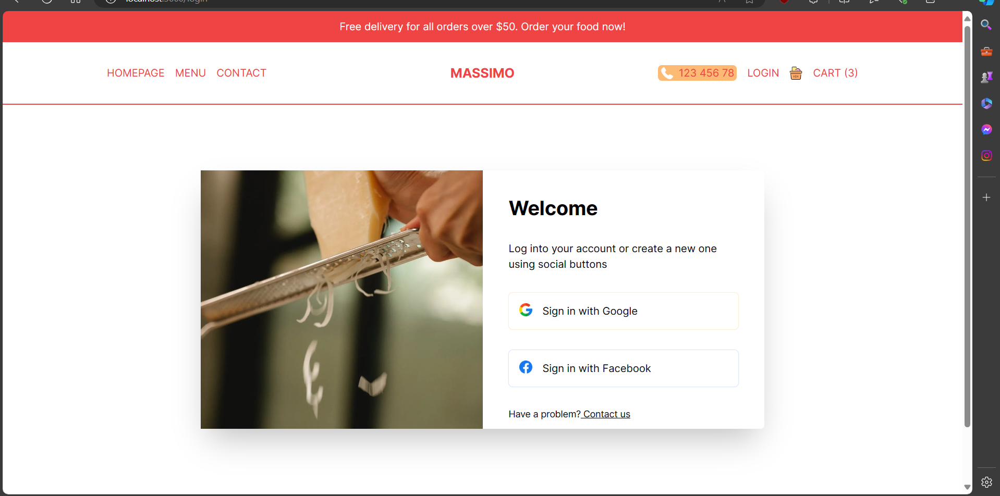 Free delivery for all orders over $50. Order your food now!
HOMEPAGE MENU CONTACT MASSIMO 123 456 78 LOGIN CART (3)
Welcome
Log into your account or create a new one
using social buttons
Sign in with Google
Sign in with Facebook
Have a problem? Contact us